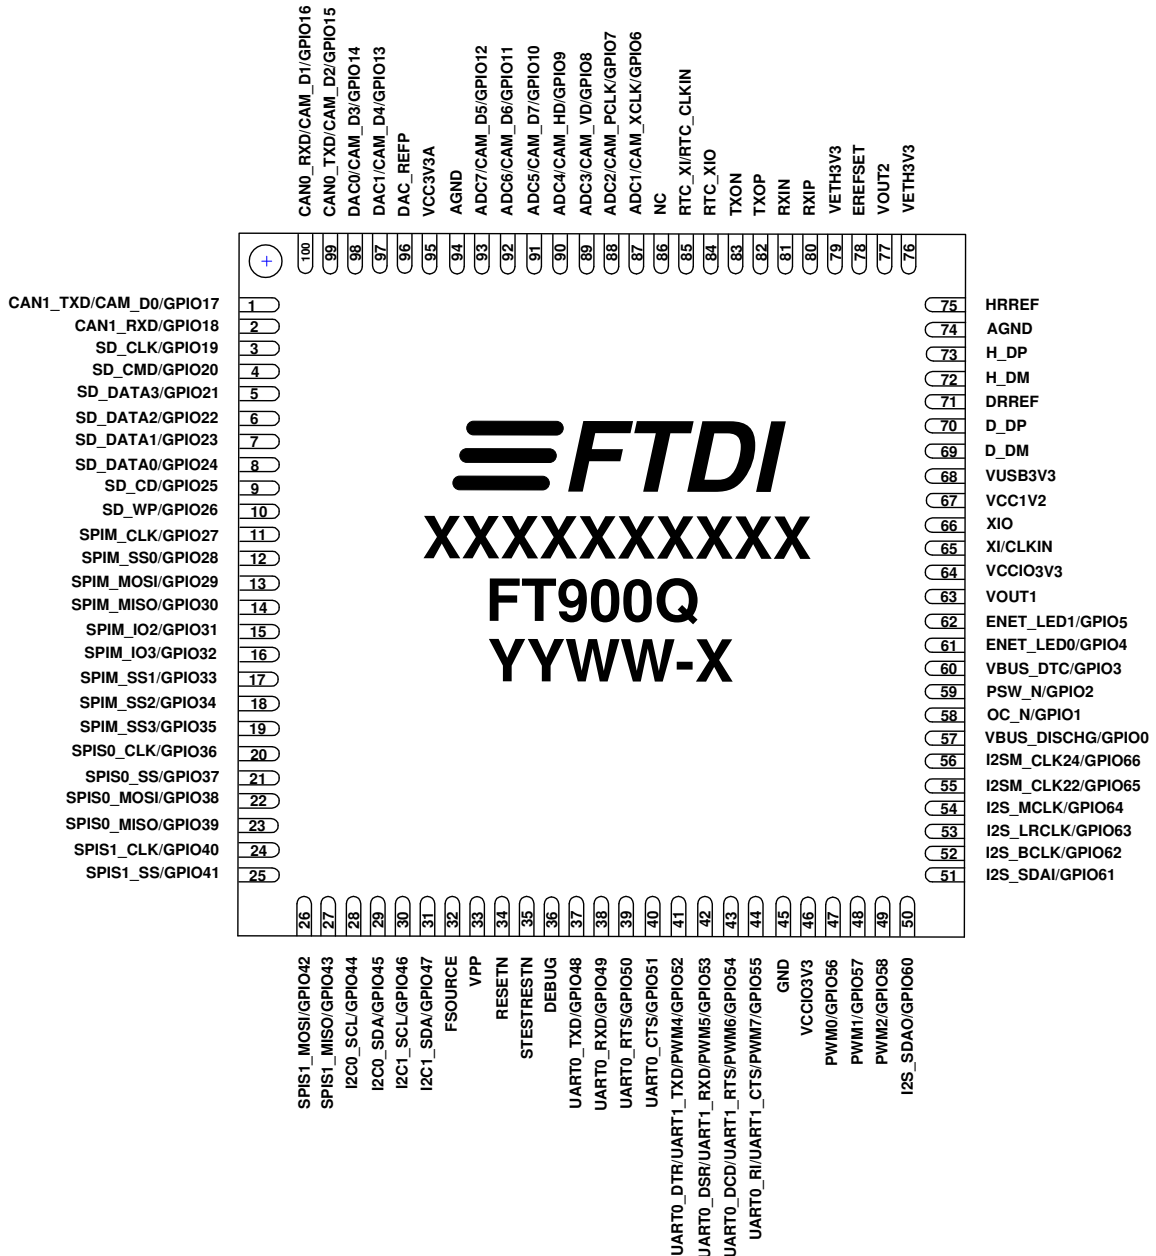 CAN0_RXD/CAM_D1/GPIO16
CAN0_TXD/CAM_D2/GPIO15
DAC0/CAM_D3/GPIO14
DAC1/CAM_D4/GPIO13
DAC_REFP
VCC3V3A
AGND
ADC7/CAM_D5/GPIO12
ADC6/CAM_D6/GPIO11
ADC5/CAM_D7/GPIO10
ADC4/CAM_HD/GPIO9
ADC3/CAM_VD/GPIO8
ADC2/CAM_PCLK/GPIO7
ADC1/CAM_XCLK/GPIO6
NC
RTC_XI/RTC_CLKIN
RTC_XIO
TXON
TXOP
RXIN
RXIP
VETH3V3
EREFSET
VOUT2
VETH3V3
100
99
98
97
96
95
94
93
92
91
90
89
88
87
86
85
84
83
82
81
80
79
78
77
76
CAN1_TXD/CAM_D0/GPIO17 1
CAN1_RXD/GPIO18 2
SD_CLK/GPIO19 3
SD_CMD/GPIO20 4
SD_DATA3/GPIO21 5
SD_DATA2/GPIO22 6
SD_DATA1/GPIO23 7
SD_DATA0/GPIO24 8
SD_CD/GPIO25 9
SD_WP/GPIO26 10
SPIM_CLK/GPIO27 11
SPIM_SS0/GPIO28 12
SPIM_MOSI/GPIO29 13
SPIM_MISO/GPIO30 14
SPIM_IO2/GPIO31 15
SPIM_IO3/GPIO32 16
SPIM_SS1/GPIO33 17
SPIM_SS2/GPIO34 18
SPIM_SS3/GPIO35 19
SPIS0_CLK/GPIO36 20
SPIS0_SS/GPIO37 21
SPIS0_MOSI/GPIO38 22
SPIS0_MISO/GPIO39 23
SPIS1_CLK/GPIO40 24
SPIS1_SS/GPIO41 25
FTDI
XXXXXXXXXX
FT900Q
YYWW-X
75 HRREF
74 AGND
73 H_DP
72 H_DM
71 DRREF
70 D_DP
69 D_DM
68 VUSB3V3
67 VCC1V2
66 XIO
65 XI/CLKIN
64 VCCIO3V3
63 VOUT1
62 ENET_LED1/GPIO5
61 ENET_LED0/GPIO4
60 VBUS_DTC/GPIO3
59 PSW_N/GPIO2
58 OC_N/GPIO1
57 VBUS_DISCHG/GPIO0
56 I2SM_CLK24/GPIO66
55 I2SM_CLK22/GPIO65
54 I2S_MCLK/GPIO64
53 I2S_LRCLK/GPIO63
52 I2S_BCLK/GPIO62
51 I2S_SDAI/GPIO61
26
27
28
29
30
31
32
33
34
35
36
37
38
39
40
41
42
43
44
45
46
47
48
49
50
SPIS1_MOSI/GPIO42
SPIS1_MISO/GPIO43
I2C0_SCL/GPIO44
I2C0_SDA/GPIO45
I2C1_SCL/GPIO46
I2C1_SDA/GPIO47
FSOURCE
VPP
RESETN
STESTRESTN
DEBUG
UART0_TXD/GPIO48
UART0_RXD/GPIO49
UART0_RTS/GPIO50
UART0_CTS/GPIO51
UART0_DTR/UART1_TXD/PWM4/GPIO52
UART0_DSR/UART1_RXD/PWM5/GPIO53
UART0_DCD/UART1_RTS/PWM6/GPIO54
UART0_RI/UART1_CTS/PWM7/GPIO55
GND
VCCIO3V3
PWM0/GPIO56
PWM1/GPIO57
PWM2/GPIO58
I2S_SDAO/GPIO60